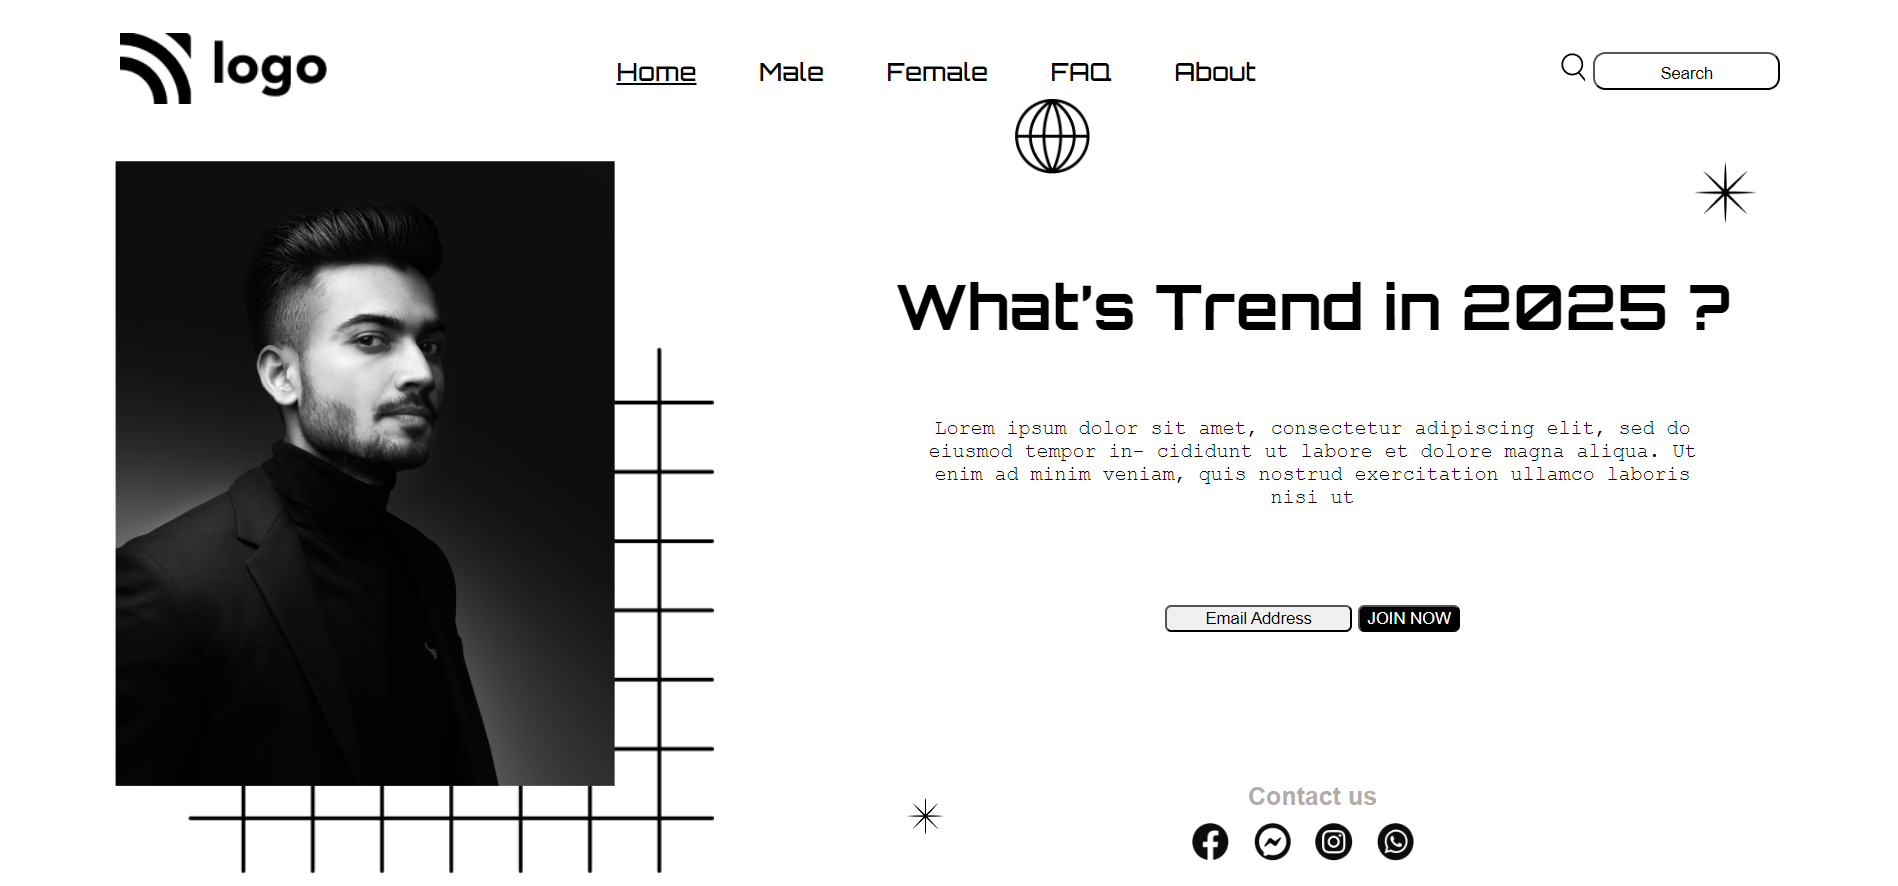 logo
Home Male Female FAQ About
Search
What's Trend in 2025 ?
Lorem ipsum dolor sit amet, consectetur adipiscing elit, sed do
eiusmod tempor in- cididunt ut labore et dolore magna aliqua. Ut
enim ad minim veniam, quis nostrud exercitation ullamco laboris
nisi ut
Email Address JOIN NOW
Contact us